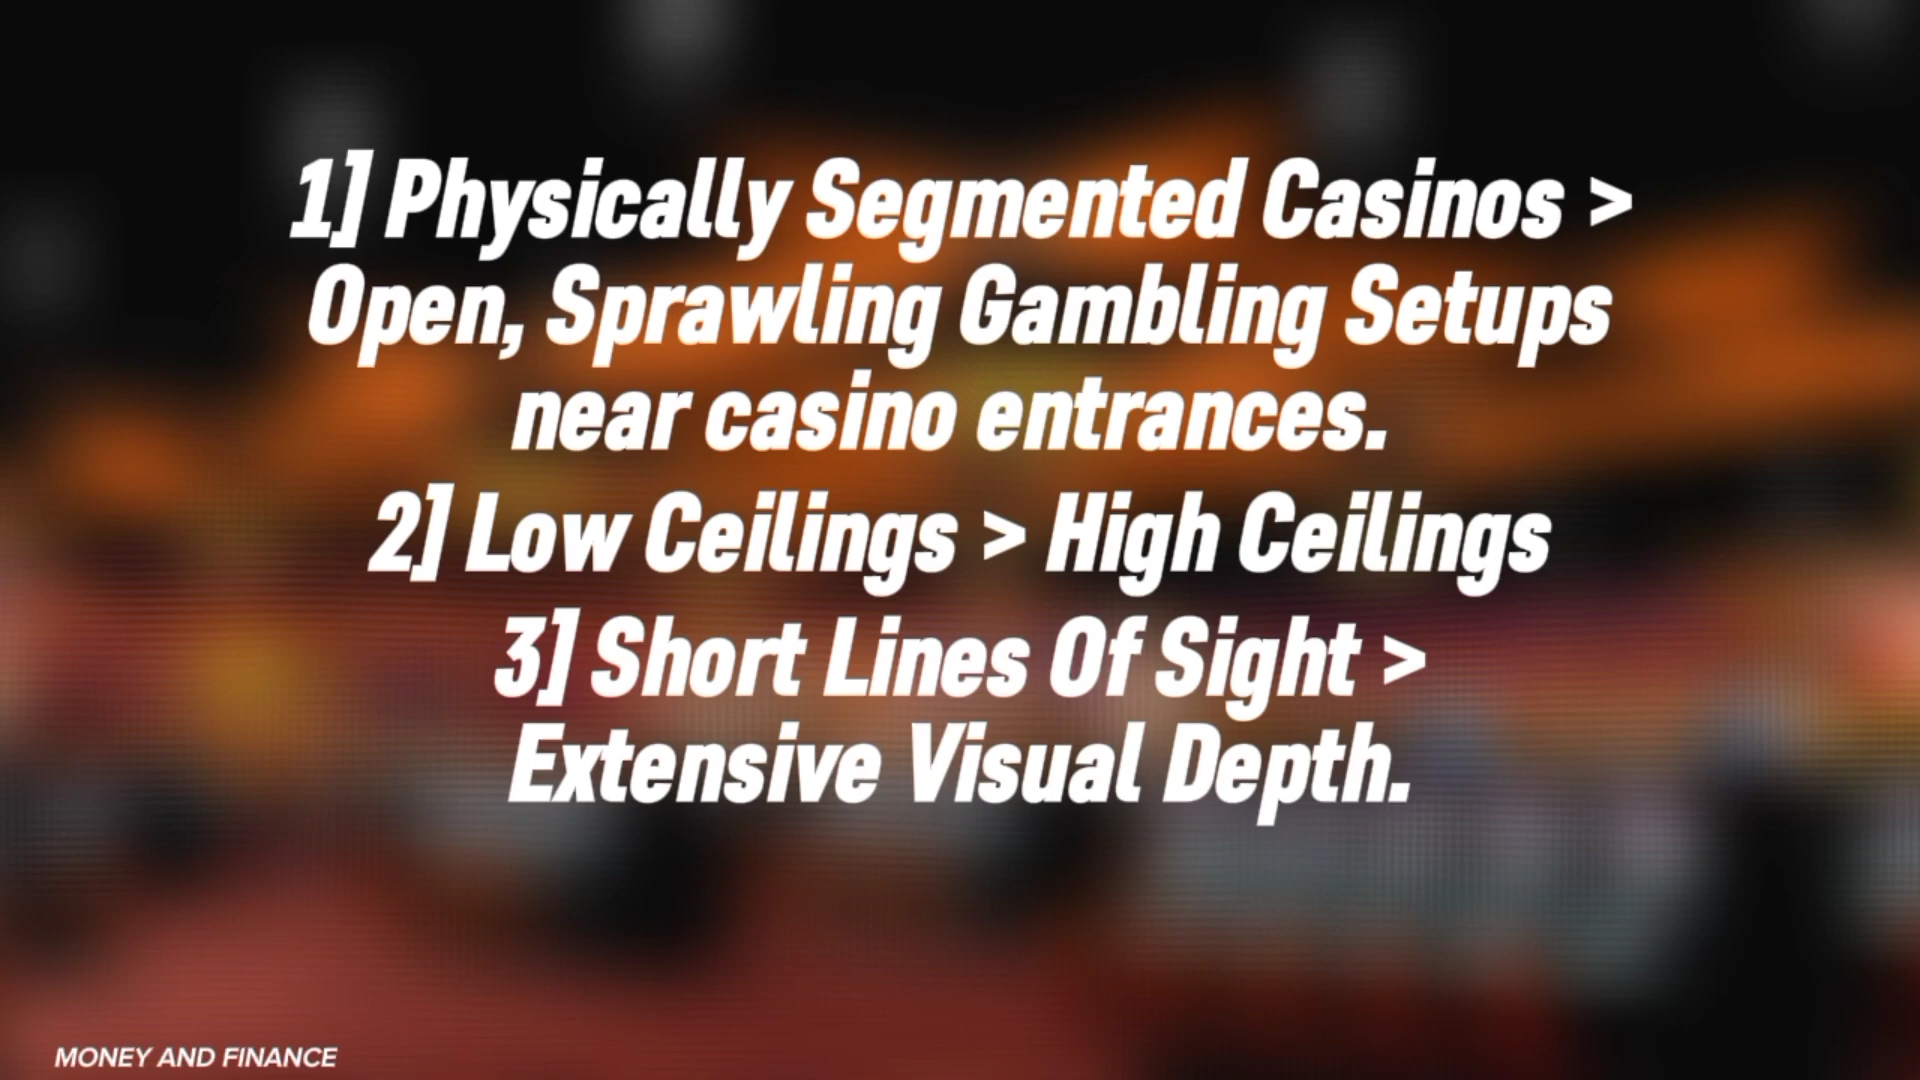 1] Physically Segmented Casinos >
Open, Sprawling Gambling Setups
near casino entrances.
2] Low Ceilings > High Ceilings
3] Short Lines Of Sight >
Extensive Visual Depth.
MONEY AND FINANCE